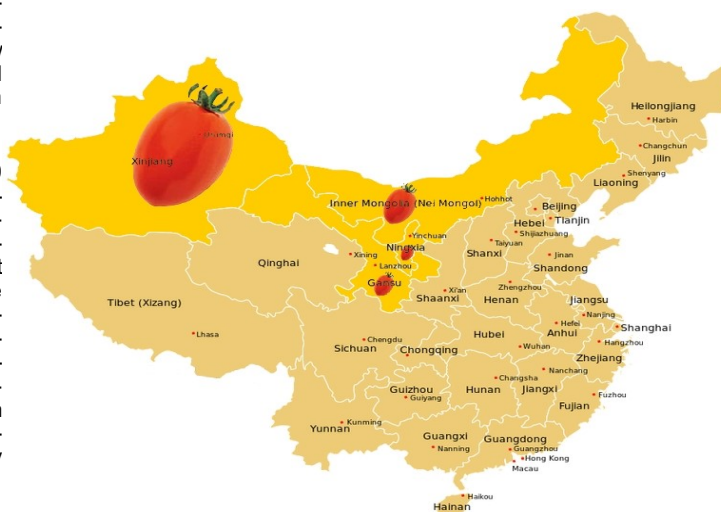 Heilongjiang
Harbin
Changchun
Jilin
Shenyang
Liaoning
Urumqi
Xinjiang
Inner Mongolia (Nei Mongol)
Hohhot
Beijing
Tianjin
Hebei
Shijiazhuang
Yinchuan
Ningxia
Taiyuan
Shanxi
Jinan
Shandong
Xining
Qinghai
Lanzhou
Gansu
Zhengzhou
Xi'an
Shaanxi
Henan
Jiangsu
Tibet (Xizang)
Nanjing
Hefei
Anhui
Shanghai
Lhasa
Chengdu
Sichuan
Chongqing
Hubei
Wuhan
Hangzhou
Zhejiang
Nanchang
Changsha
Guizhou
Guiyang
Hunan
Jiangxi
Fuzhou
Fujian
Kunming
Yunnan
Guangxi
Nanning
Guangdong
Guangzhou
Hong Kong
Macau
Haikou
Hainan